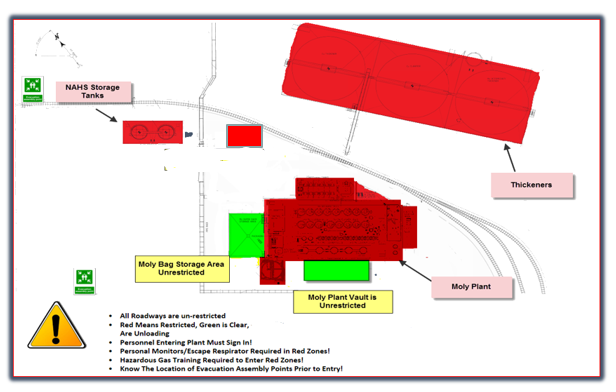 NAHS Storage
Tanks
Thickeners
Moly Bag Storage Area
Unrestricted
Moly Plant
Moly Plant Vault is
Unrestricted
• All Roadways are un-restricted
• Red Means Restricted, Green is Clear,
Are Unloading
• Personnel Entering Plant Must Sign In!
• Personal Monitors/Escape Respirator Required in Red Zones!
• Hazardous Gas Training Required to Enter Red Zones!
• Know The Location of Evacuation Assembly Points Prior to Entry!